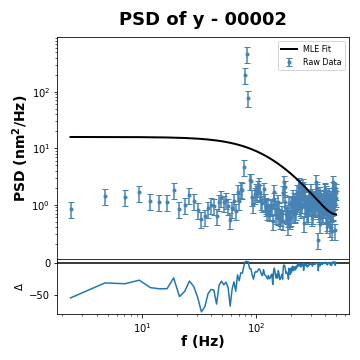 PSD of y - 00002
PSD (nm²/Hz)
10²
10¹
10⁰
MLE Fit
Raw Data
Δ
0
−50
10¹
10²
f (Hz)